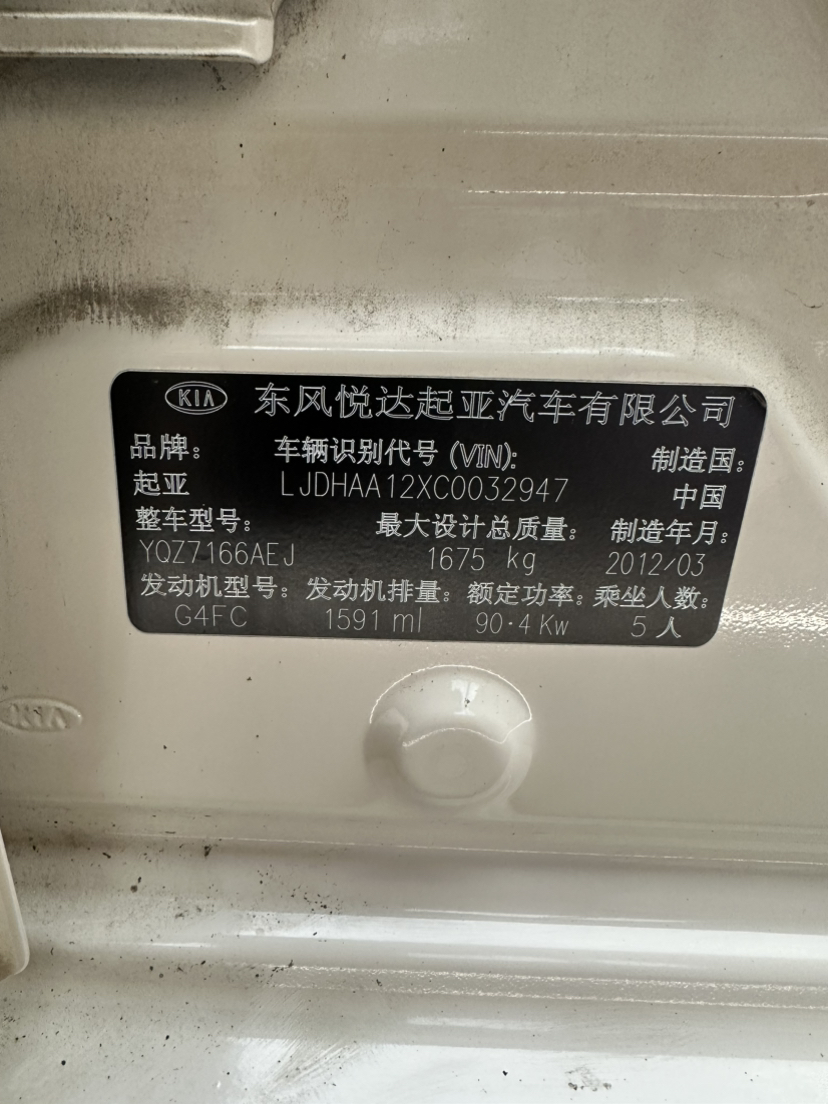 KIA 东风悦达起亚汽车有限公司
品牌: 车辆识别代号 (VIN): 制造国:
起亚 LJDHAA12XC0032947 中国
整车型号: 最大设计总质量: 制造年月:
YQZ7166AEJ 1675 kg 2012/03
发动机型号: 发动机排量: 额定功率: 乘坐人数:
G4FC 1591 ml 90·4 Kw 5 人
KIA